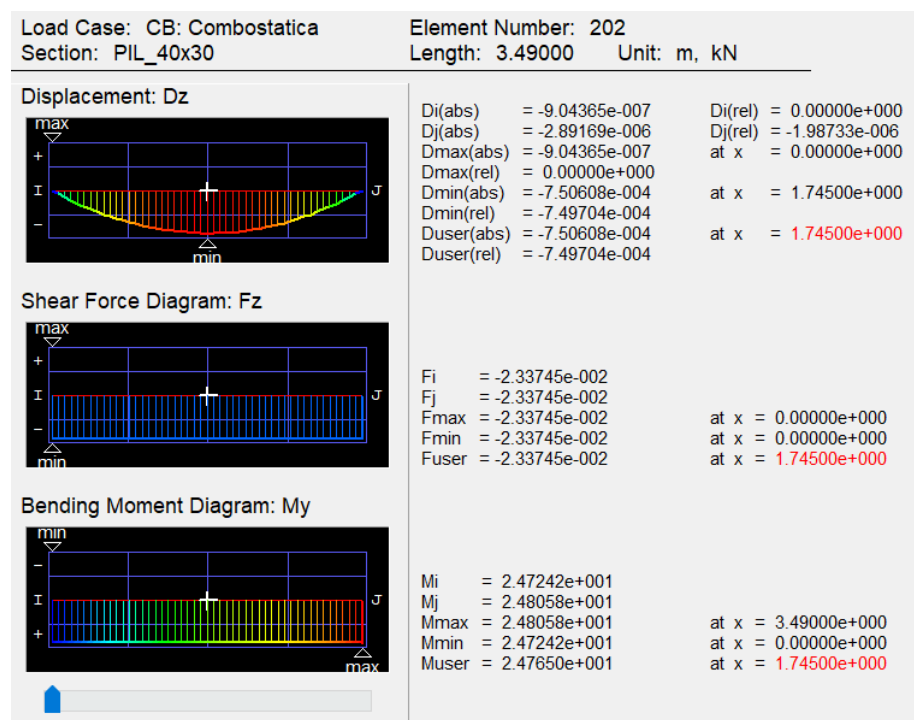 Load Case: CB: Combostatica Element Number: 202
Section: PIL_40x30 Length: 3.49000 Unit: m, kN
Displacement: Dz
max
+
I J
-
min
Di(abs) = -9.04365e-007 Di(rel) = 0.00000e+000
Dj(abs) = -2.89169e-006 Dj(rel) = -1.98733e-006
Dmax(abs) = -9.04365e-007 at x = 0.00000e+000
Dmax(rel) = 0.00000e+000
Dmin(abs) = -7.50608e-004 at x = 1.74500e+000
Dmin(rel) = -7.49704e-004
Duser(abs) = -7.50608e-004 at x = 1.74500e+000
Duser(rel) = -7.49704e-004
Shear Force Diagram: Fz
max
+
I J
-
min
Fi = -2.33745e-002
Fj = -2.33745e-002
Fmax = -2.33745e-002 at x = 0.00000e+000
Fmin = -2.33745e-002 at x = 0.00000e+000
Fuser = -2.33745e-002 at x = 1.74500e+000
Bending Moment Diagram: My
min
-
I J
+
max
Mi = 2.47242e+001
Mj = 2.48058e+001
Mmax = 2.48058e+001 at x = 3.49000e+000
Mmin = 2.47242e+001 at x = 0.00000e+000
Muser = 2.47650e+001 at x = 1.74500e+000